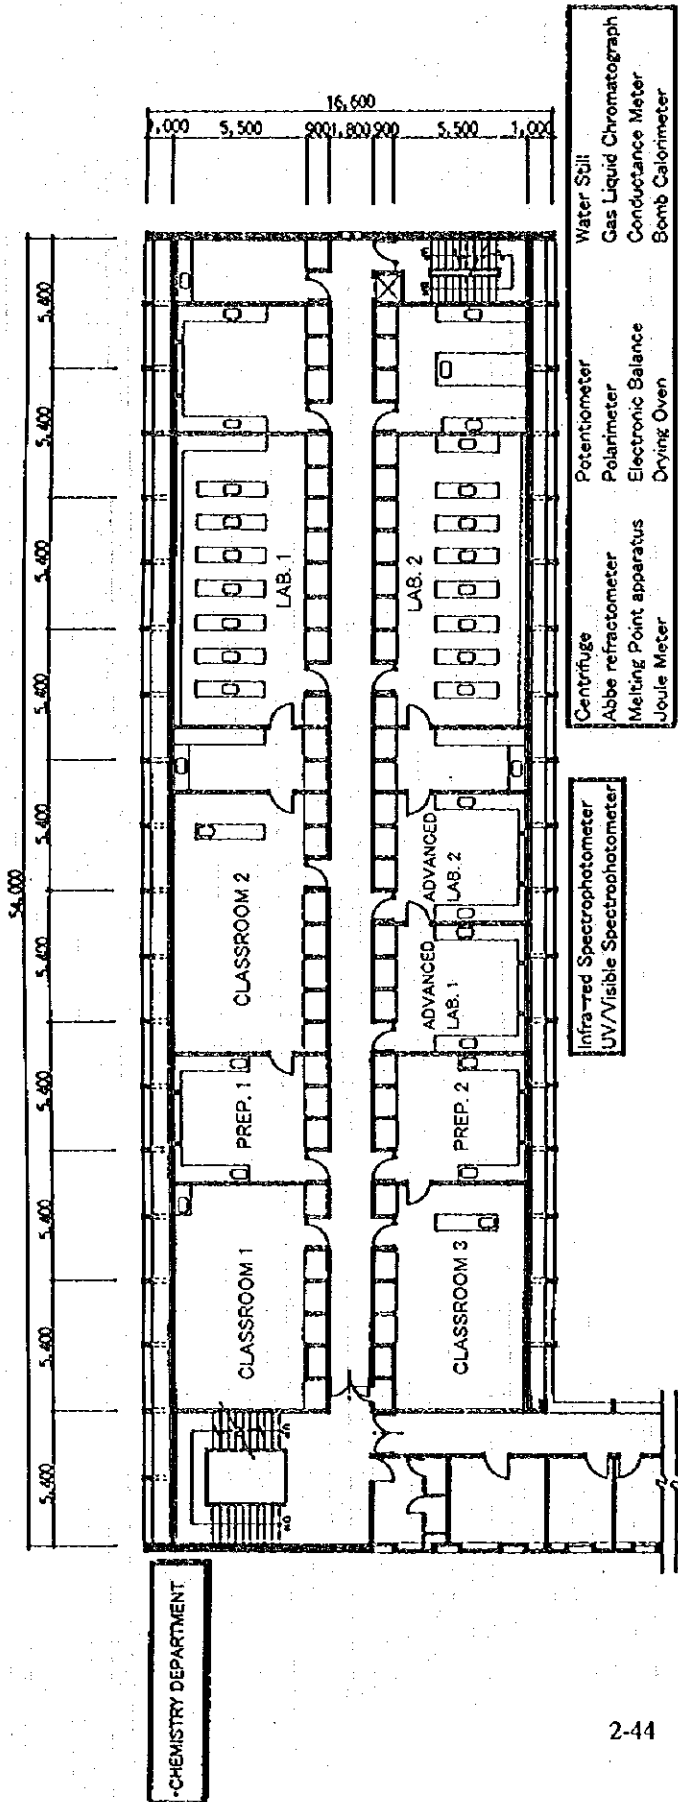 16,600
1,000 5,500 900 1,800 900 5,500 1,000
54,000
5,400 5,400 5,400 5,400 5,400 5,400 5,400 5,400 5,400 5,400
LAB. 1
LAB. 2
CLASSROOM 2
ADVANCED LAB. 2
ADVANCED LAB. 1
PREP. 1
PREP. 2
CLASSROOM 1
CLASSROOM 3
Centrifuge Potentiometer Water Still
Abbe refractometer Polarimeter Gas Liquid Chromatograph
Melting Point apparatus Electronic Balance Conductance Meter
Joule Meter Drying Oven Bomb Calorimeter
Infra-red Spectrophotometer
UV/Visible Spectrophotometer
·CHEMISTRY DEPARTMENT
2-44